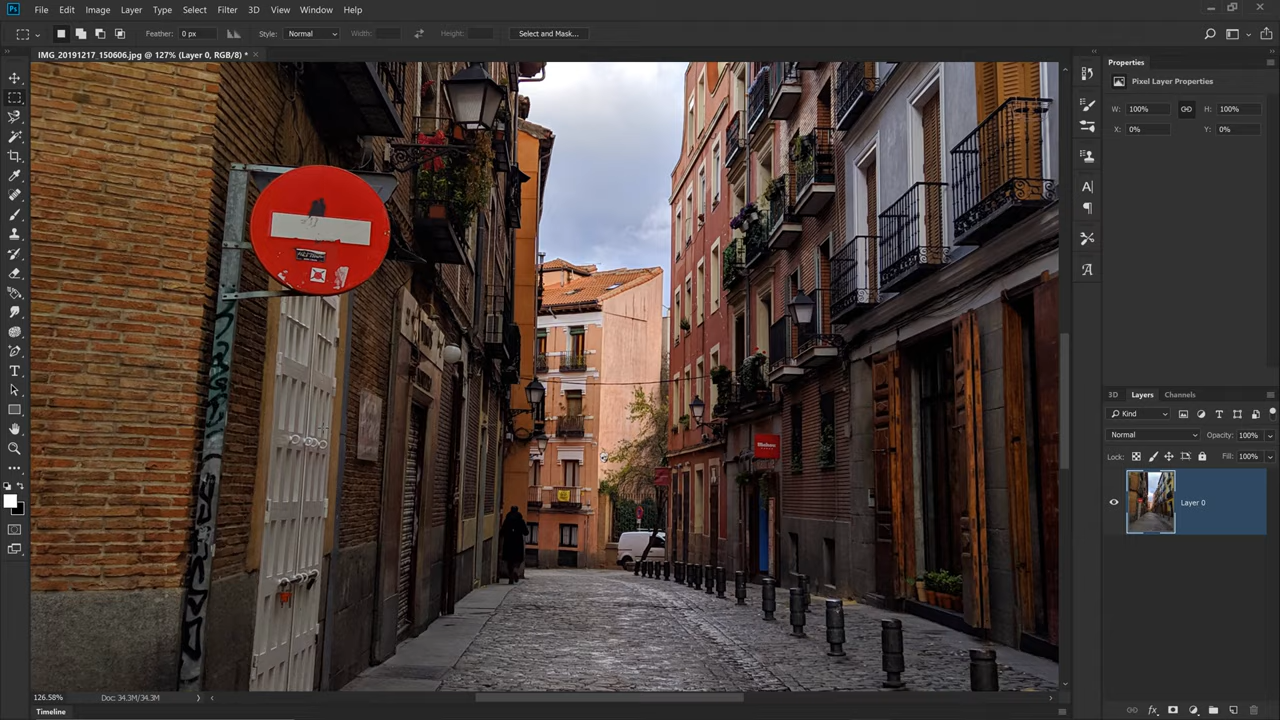 Ps File Edit Image Layer Type Select Filter 3D View Window Help
Feather: 0 px Style: Normal Width: Height: Select and Mask...
IMG_20191217_150606.jpg @ 127% (Layer 0, RGB/8) *
Properties
Pixel Layer Properties
W: 100% H: 100%
X: 0% Y: 0%
3D Layers Channels
Kind
Normal Opacity: 100%
Lock: Fill: 100%
Layer 0
126.58% Doc: 34.3M/34.3M
Timeline